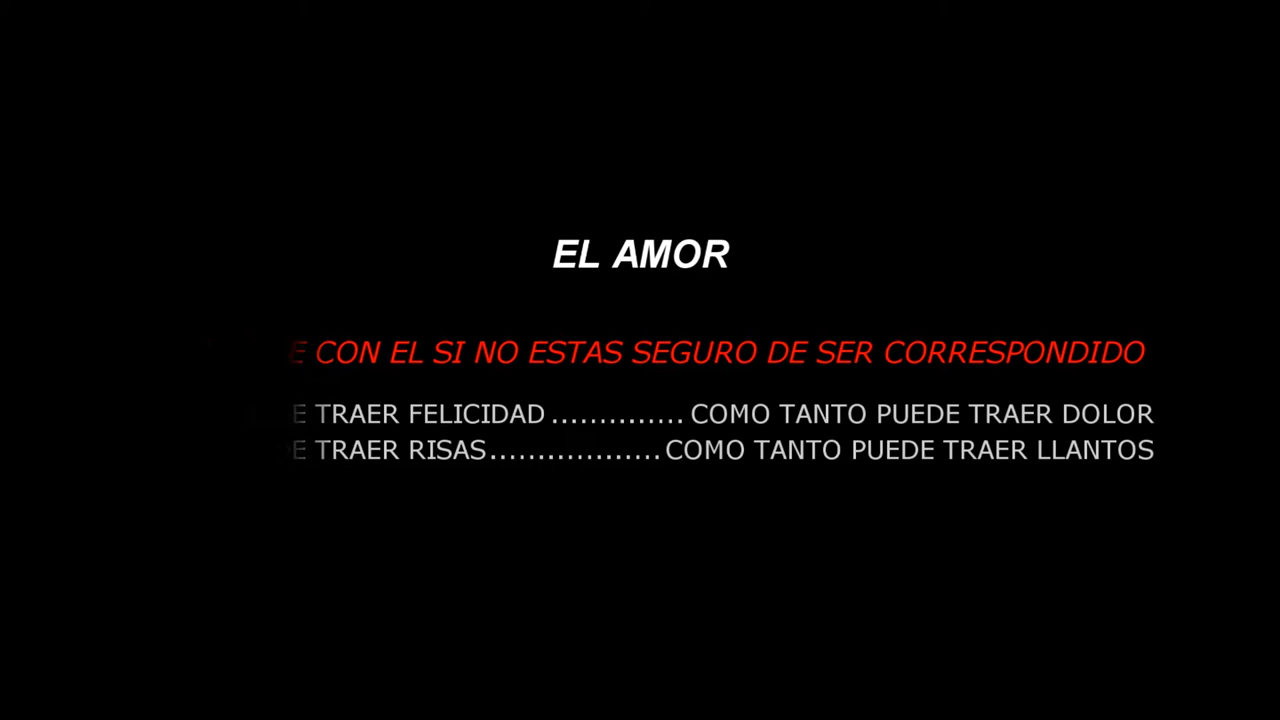 EL AMOR
CON EL SI NO ESTAS SEGURO DE SER CORRESPONDIDO
TRAER FELICIDAD.............. COMO TANTO PUEDE TRAER DOLOR
TRAER RISAS..................COMO TANTO PUEDE TRAER LLANTOS